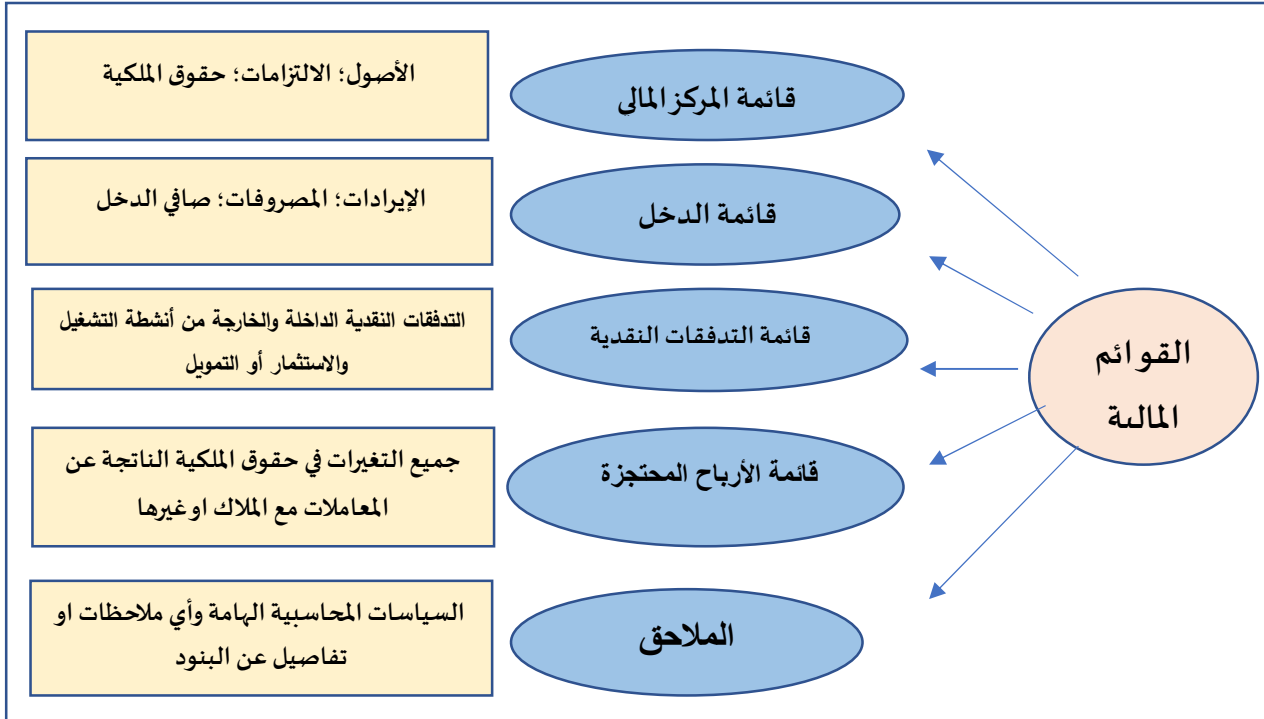 القوائم
المالية
قائمة المركز المالي
الأصول؛ الالتزامات؛ حقوق الملكية
قائمة الدخل
الإيرادات؛ المصروفات؛ صافي الدخل
قائمة التدفقات النقدية
التدفقات النقدية الداخلة والخارجة من أنشطة التشغيل
والاستثمار أو التمويل
قائمة الأرباح المحتجزة
جميع التغيرات في حقوق الملكية الناتجة عن
المعاملات مع الملاك اوغيرها
الملاحق
السياسات المحاسبية الهامة وأي ملاحظات او
تفاصيل عن البنود